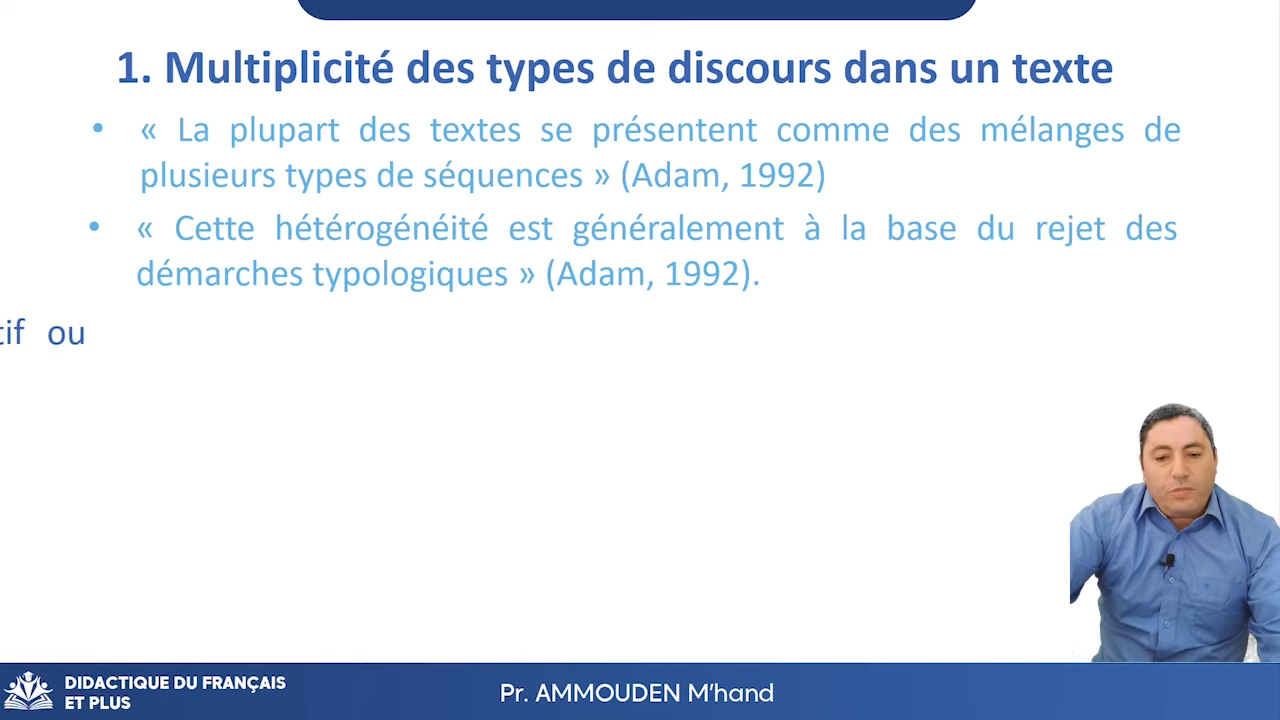 1. Multiplicité des types de discours dans un texte
• « La plupart des textes se présentent comme des mélanges de
plusieurs types de séquences » (Adam, 1992)
• « Cette hétérogénéité est généralement à la base du rejet des
démarches typologiques » (Adam, 1992).
tif ou
DIDACTIQUE DU FRANÇAIS
ET PLUS
Pr. AMMOUDEN M'hand